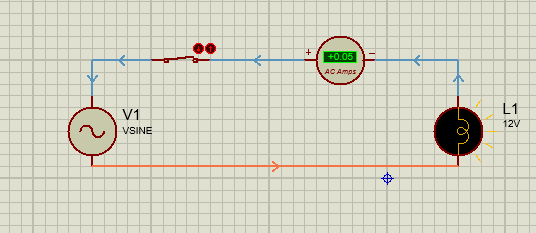 + +0.05 −
AC Amps
V1
VSINE
L1
12V